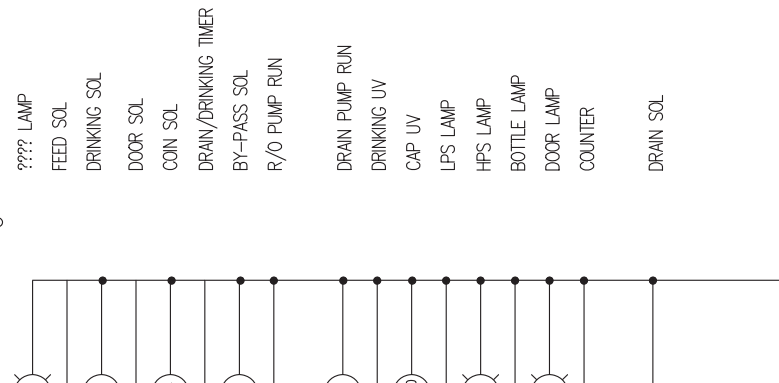 ???? LAMP
FEED SOL
DRINKING SOL
DOOR SOL
COIN SOL
DRAIN/DRINKING TIMER
BY-PASS SOL
R/O PUMP RUN
DRAIN PUMP RUN
DRINKING UV
CAP UV
LPS LAMP
HPS LAMP
BOTTLE LAMP
DOOR LAMP
COUNTER
DRAIN SOL